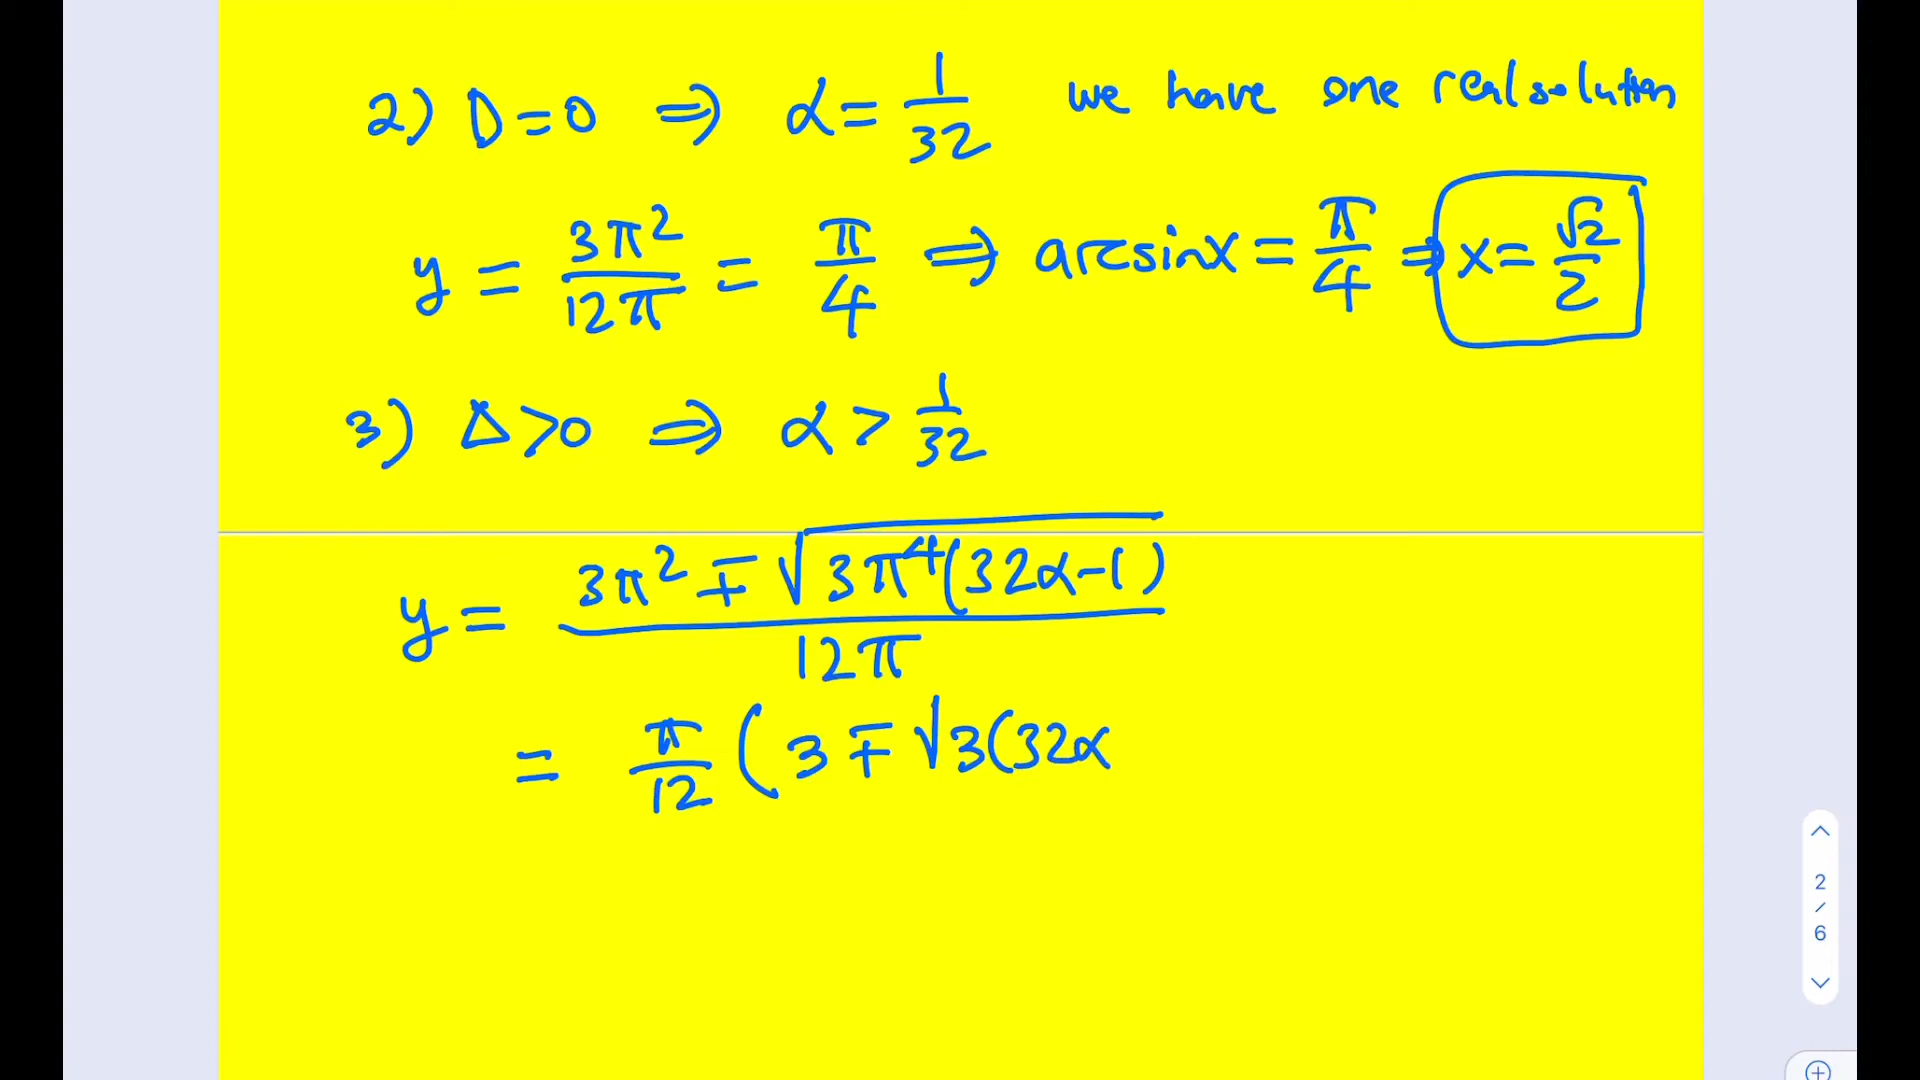 2) D=0 ⇒ α = 1/32 we have one real solution
y = 3π²/12π = π/4 ⇒ arcsinx = π/4 ⇒ x = √2/2
3) Δ>0 ⇒ α > 1/32
y = (3π² ∓ √(3π⁴(32α-1)))/12π
= π/12 (3 ∓ √3(32α
2
/
6